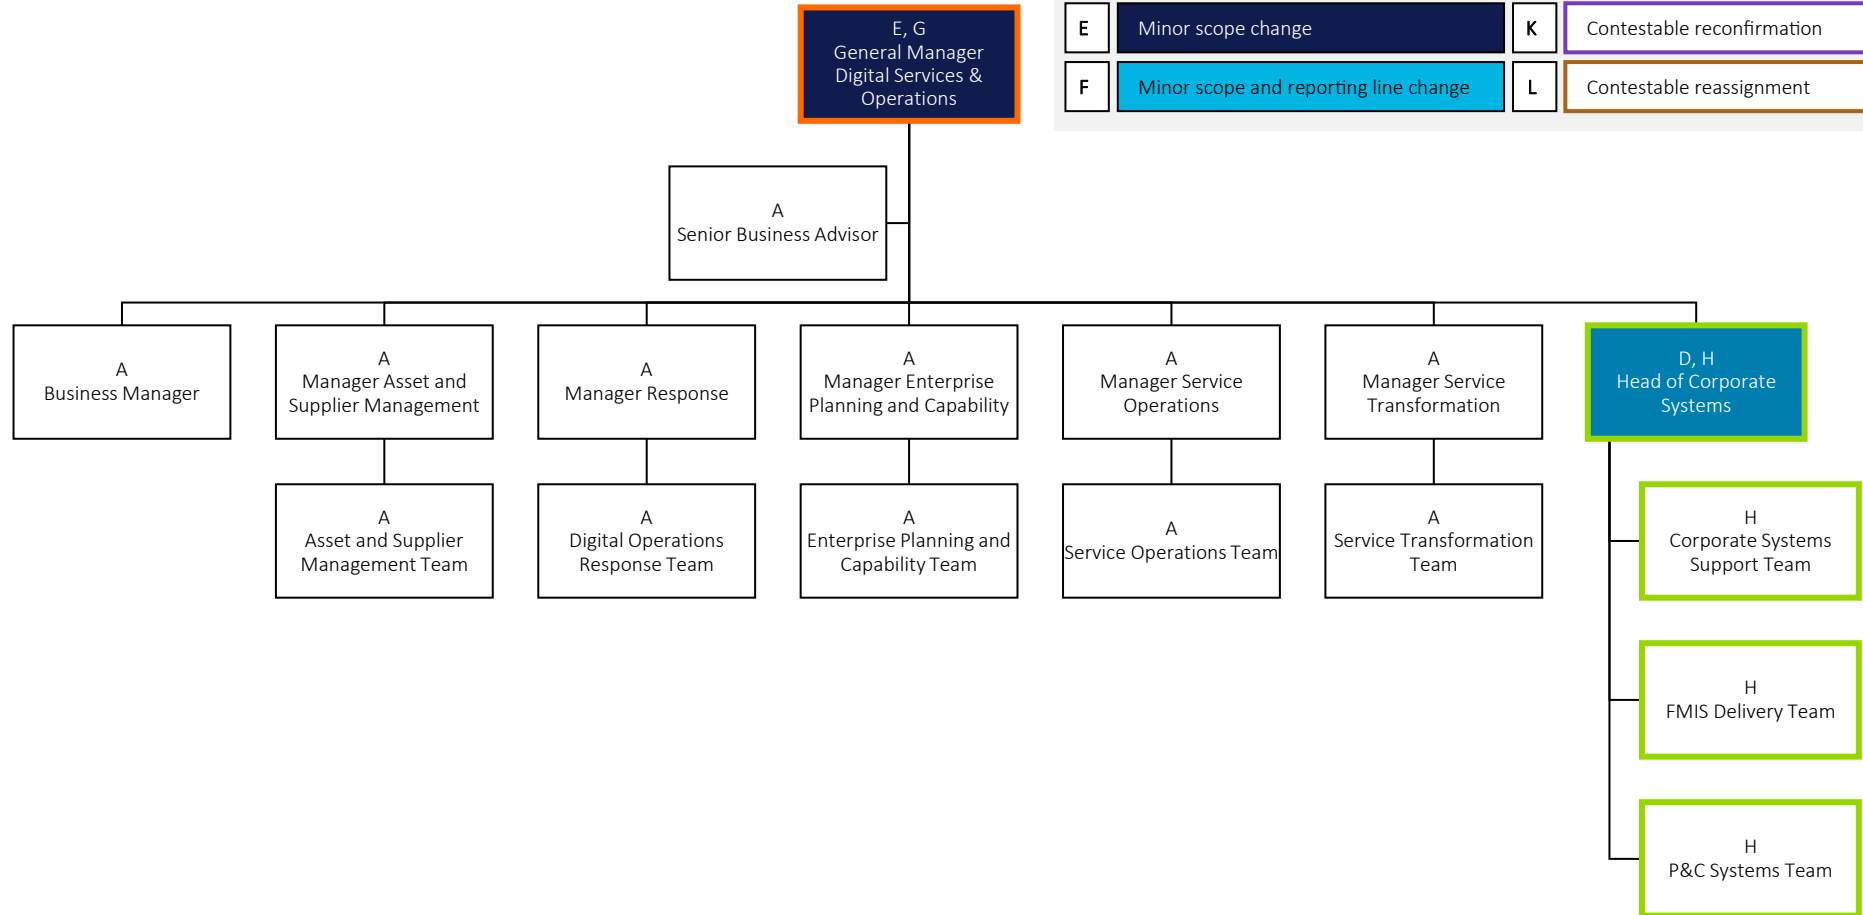 E, G
General Manager
Digital Services &
Operations
E
Minor scope change
K
Contestable reconfirmation
F
Minor scope and reporting line change
L
Contestable reassignment
A
Senior Business Advisor
A
Business Manager
A
Manager Asset and
Supplier Management
A
Manager Response
A
Manager Enterprise
Planning and Capability
A
Manager Service
Operations
A
Manager Service
Transformation
D, H
Head of Corporate
Systems
A
Asset and Supplier
Management Team
A
Digital Operations
Response Team
A
Enterprise Planning and
Capability Team
A
Service Operations Team
A
Service Transformation
Team
H
Corporate Systems
Support Team
H
FMIS Delivery Team
H
P&C Systems Team